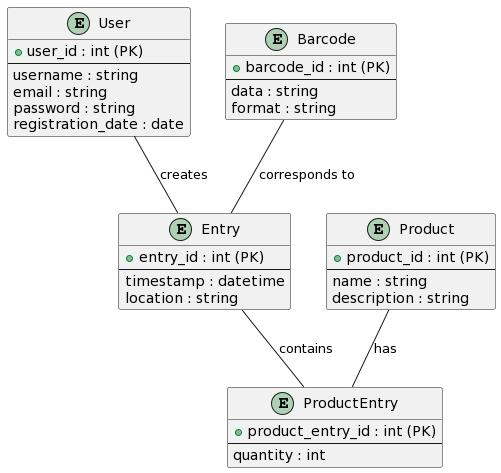 E User
user_id : int (PK)
username : string
email : string
password : string
registration_date : date
E Barcode
barcode_id : int (PK)
data : string
format : string
creates
corresponds to
E Entry
entry_id : int (PK)
timestamp : datetime
location : string
E Product
product_id : int (PK)
name : string
description : string
contains
has
E ProductEntry
product_entry_id : int (PK)
quantity : int